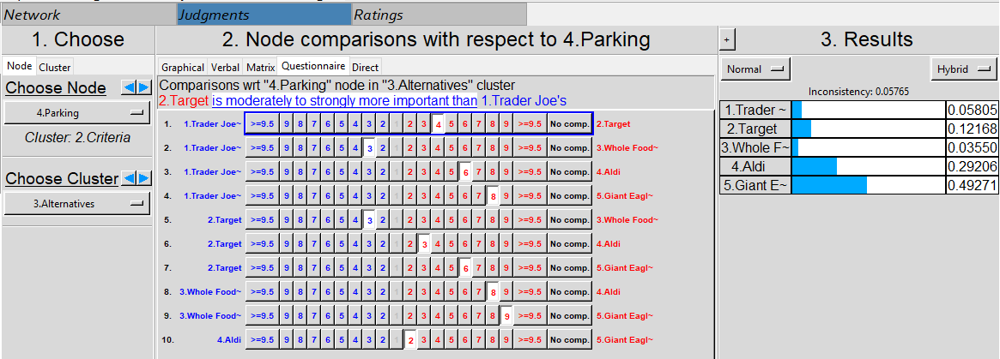 Network Judgments Ratings
1. Choose
2. Node comparisons with respect to 4.Parking
+ 3. Results
Node Cluster
Graphical Verbal Matrix Questionnaire Direct
Normal Hybrid
Choose Node
Comparisons wrt "4.Parking" node in "3.Alternatives" cluster
2.Target is moderately to strongly more important than 1.Trader Joe's
Inconsistency: 0.05765
4.Parking
Cluster: 2.Criteria
Choose Cluster
3.Alternatives
1. 1.Trader Joe~ >=9.5 9 8 7 6 5 4 3 2 1 2 3 4 5 6 7 8 9 >=9.5 No comp. 2.Target
2. 1.Trader Joe~ >=9.5 9 8 7 6 5 4 3 2 1 2 3 4 5 6 7 8 9 >=9.5 No comp. 3.Whole Food~
3. 1.Trader Joe~ >=9.5 9 8 7 6 5 4 3 2 1 2 3 4 5 6 7 8 9 >=9.5 No comp. 4.Aldi
4. 1.Trader Joe~ >=9.5 9 8 7 6 5 4 3 2 1 2 3 4 5 6 7 8 9 >=9.5 No comp. 5.Giant Eagl~
5. 2.Target >=9.5 9 8 7 6 5 4 3 2 1 2 3 4 5 6 7 8 9 >=9.5 No comp. 3.Whole Food~
6. 2.Target >=9.5 9 8 7 6 5 4 3 2 1 2 3 4 5 6 7 8 9 >=9.5 No comp. 4.Aldi
7. 2.Target >=9.5 9 8 7 6 5 4 3 2 1 2 3 4 5 6 7 8 9 >=9.5 No comp. 5.Giant Eagl~
8. 3.Whole Food~ >=9.5 9 8 7 6 5 4 3 2 1 2 3 4 5 6 7 8 9 >=9.5 No comp. 4.Aldi
9. 3.Whole Food~ >=9.5 9 8 7 6 5 4 3 2 1 2 3 4 5 6 7 8 9 >=9.5 No comp. 5.Giant Eagl~
10. 4.Aldi >=9.5 9 8 7 6 5 4 3 2 1 2 3 4 5 6 7 8 9 >=9.5 No comp. 5.Giant Eagl~
1.Trader ~ 0.05805
2.Target 0.12168
3.Whole F~ 0.03550
4.Aldi 0.29206
5.Giant E~ 0.49271